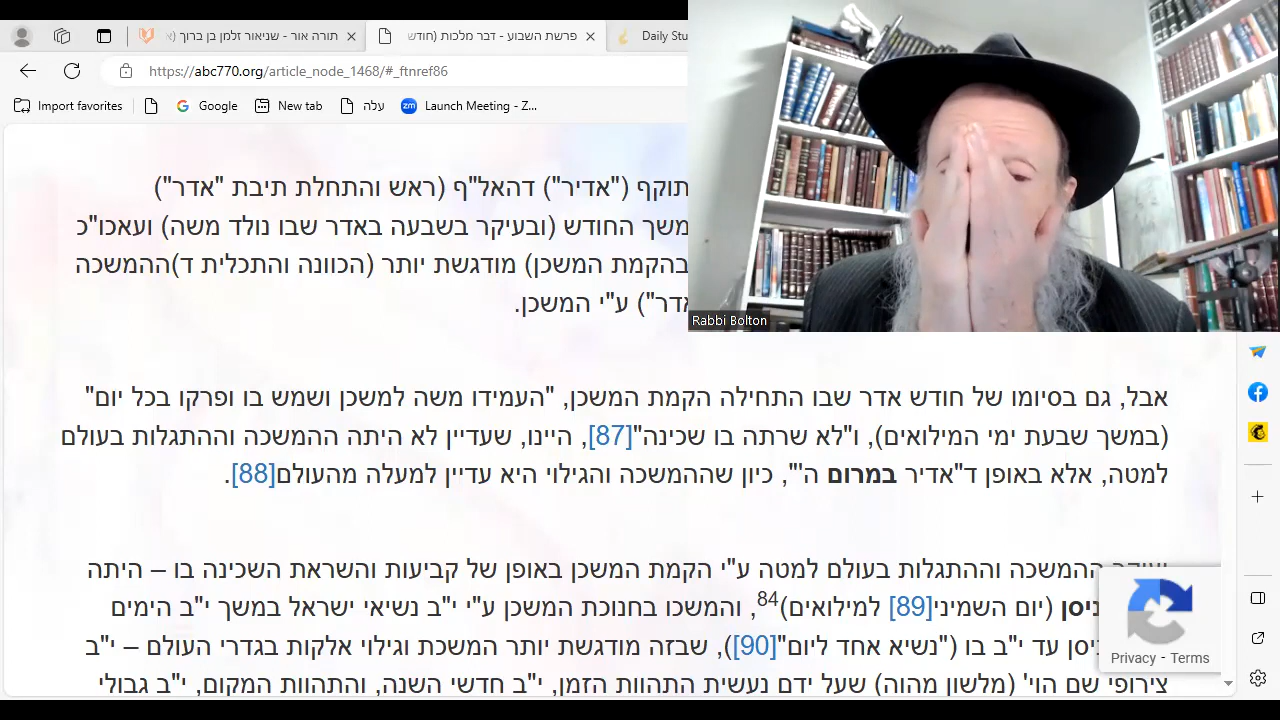 תורה אור - שניאור זלמן בן ברוך (א
פרשת השבוע - דבר מלכות (חודש
Daily Stu
https://abc770.org/article_node_1468/#_ftnref86
Import favorites
Google
New tab
עלה
Launch Meeting - Z...
Rabbi Bolton
תוקף ("אדיר") דהאל"ף (ראש והתחלת תיבת "אדר")
משך החודש (ובעיקר בשבעה באדר שבו נולד משה) ועאכו"כ
בהקמת המשכן) מודגשת יותר (הכוונה והתכלית ד)ההמשכה
אדר") ע"י המשכן.
אבל, גם בסיומו של חודש אדר שבו התחילה הקמת המשכן, "העמידו משה למשכן ושמש בו ופרקו בכל יום"
(במשך שבעת ימי המילואים), ו"לא שרתה בו שכינה"[87], היינו, שעדיין לא היתה ההמשכה וההתגלות בעולם
למטה, אלא באופן ד"אדיר במרום ה'", כיון שההמשכה והגילוי היא עדיין למעלה מהעולם[88].
ההמשכה וההתגלות בעולם למטה ע"י הקמת המשכן באופן של קביעות והשראת השכינה בו – היתה
ניסן (יום השמיני[89] למילואים)84, והמשכו בחנוכת המשכן ע"י י"ב נשיאי ישראל במשך י"ב הימים
עד י"ב בו ("נשיא אחד ליום"[90]), שבזה מודגשת יותר המשכת וגילוי אלקות בגדרי העולם – י"ב
צירופי שם הוי' (מלשון מהוה) שעל ידם נעשית התהוות הזמן, י"ב חדשי השנה, והתהוות המקום, י"ב גבולי
Privacy - Terms